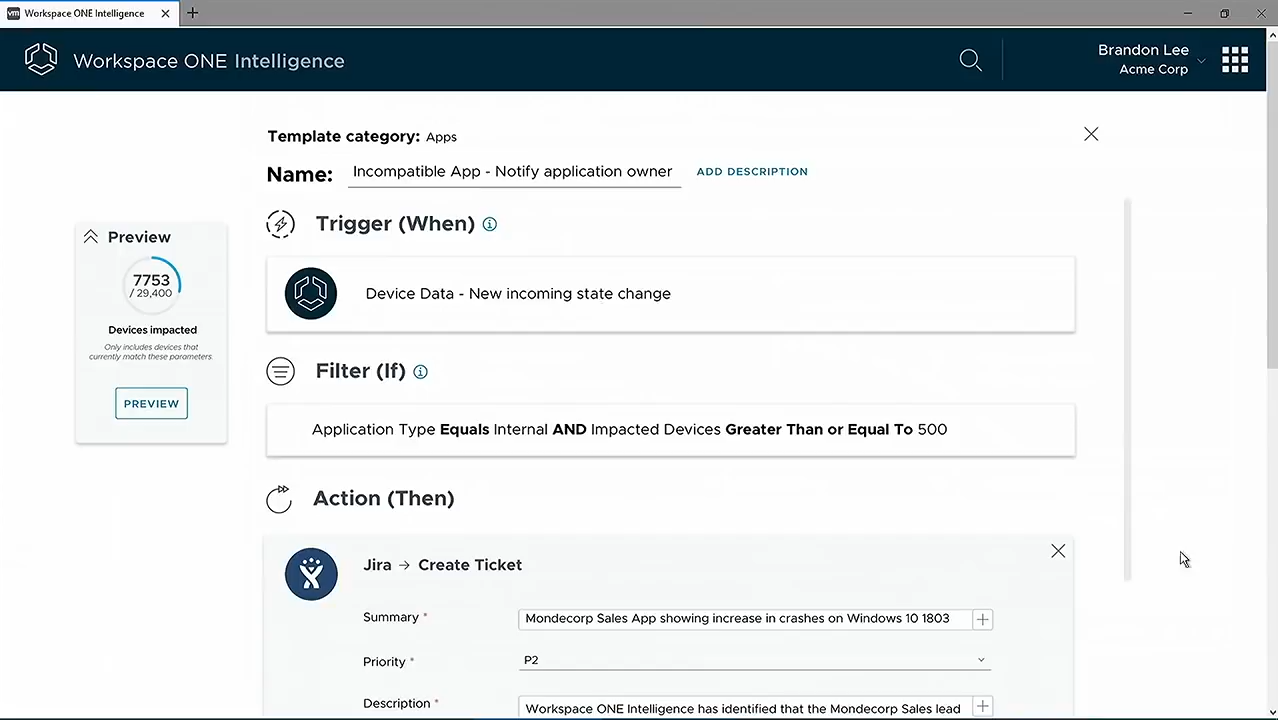 vm Workspace ONE Intelligence
Workspace ONE Intelligence
Brandon Lee
Acme Corp
Template category: Apps
Name: Incompatible App - Notify application owner ADD DESCRIPTION
Trigger (When)
Preview
7753
/ 29,400
Devices impacted
Only includes devices that
currently match these parameters.
PREVIEW
Device Data - New incoming state change
Filter (If)
Application Type Equals Internal AND Impacted Devices Greater Than or Equal To 500
Action (Then)
Jira → Create Ticket
Summary * Mondecorp Sales App showing increase in crashes on Windows 10 1803
Priority * P2
Description * Workspace ONE Intelligence has identified that the Mondecorp Sales lead